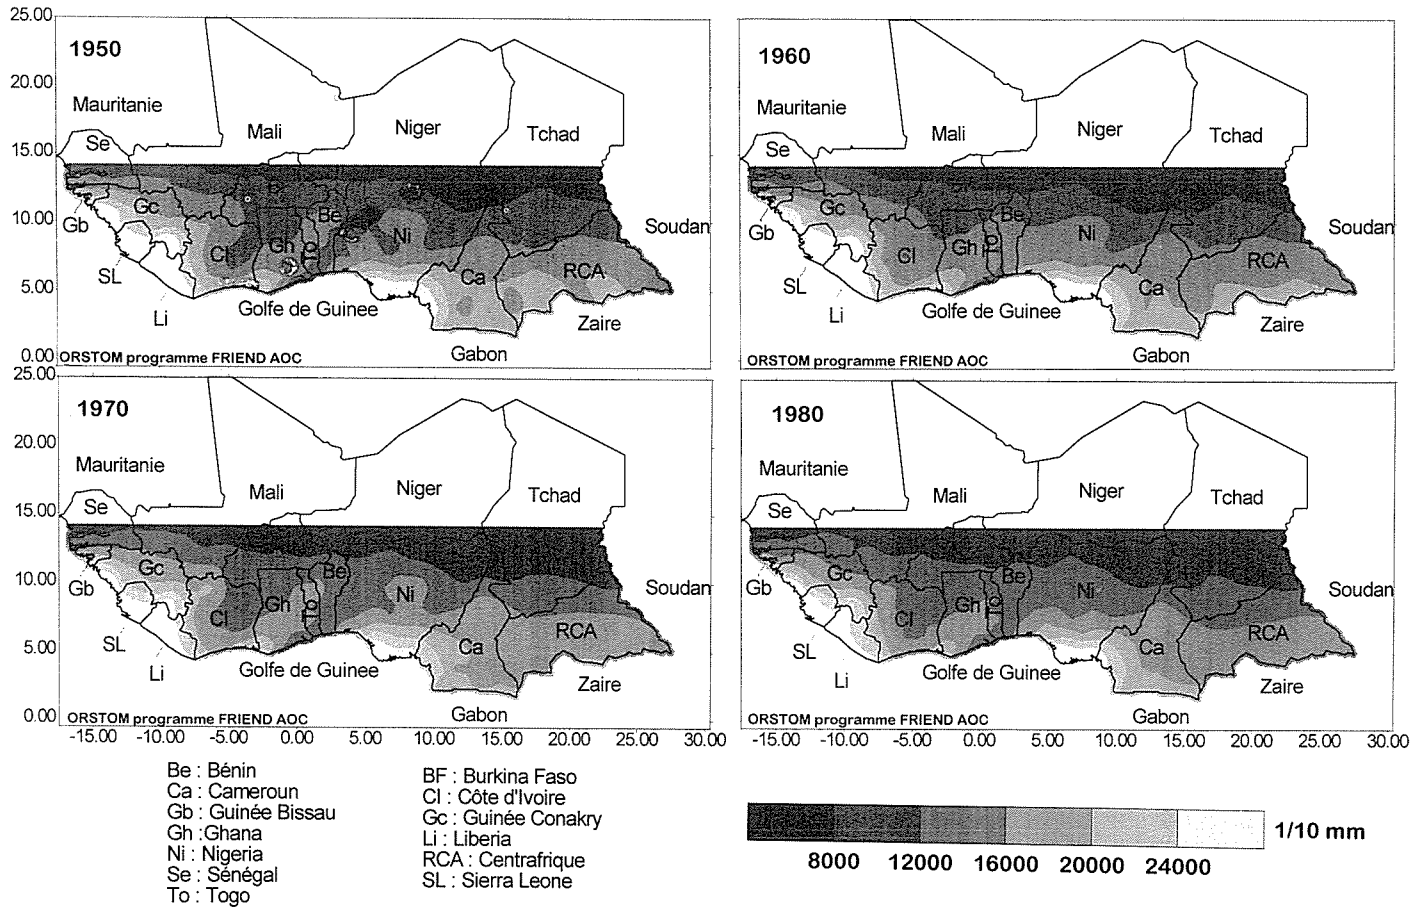 25.00
1950
20.00
Mauritanie
Mali
Niger
Tchad
Se
15.00
Gc
Be
10.00
Gb
Soudan
CI
Gh
To
Ni
SL
Ca
RCA
5.00
Li
Golfe de Guinee
Zaire
0.00
ORSTOM programme FRIEND AOC
Gabon
1960
Mauritanie
Mali
Niger
Tchad
Se
Gc
Be
Gb
Soudan
CI
Gh
To
Ni
SL
Ca
RCA
Li
Golfe de Guinee
Zaire
ORSTOM programme FRIEND AOC
Gabon
25.00
1970
20.00
Mauritanie
Mali
Niger
Tchad
Se
15.00
Gc
Be
10.00
Gb
Soudan
CI
Gh
To
Ni
SL
Ca
RCA
5.00
Li
Golfe de Guinee
Zaire
0.00
ORSTOM programme FRIEND AOC
Gabon
-15.00 -10.00 -5.00 0.00 5.00 10.00 15.00 20.00 25.00 30.00
1980
Mauritanie
Mali
Niger
Tchad
Se
Gc
Be
Gb
Soudan
CI
Gh
To
Ni
SL
Ca
RCA
Li
Golfe de Guinee
Zaire
ORSTOM programme FRIEND AOC
Gabon
-15.00 -10.00 -5.00 0.00 5.00 10.00 15.00 20.00 25.00 30.00
Be : Bénin
Ca : Cameroun
Gb : Guinée Bissau
Gh :Ghana
Ni : Nigeria
Se : Sénégal
To : Togo
BF : Burkina Faso
CI : Côte d'Ivoire
Gc : Guinée Conakry
Li : Liberia
RCA : Centrafrique
SL : Sierra Leone
1/10 mm
8000 12000 16000 20000 24000